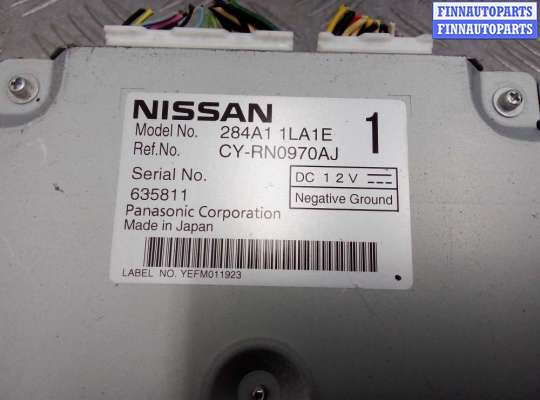 FINNAUTOPARTS
FINNAUTOPARTS
NISSAN
Model No. 284A1 1LA1E
Ref.No. CY-RN0970AJ
1
Serial No.
635811
DC 12V
Negative Ground
Panasonic Corporation
Made in Japan
LABEL NO. YEFM011923